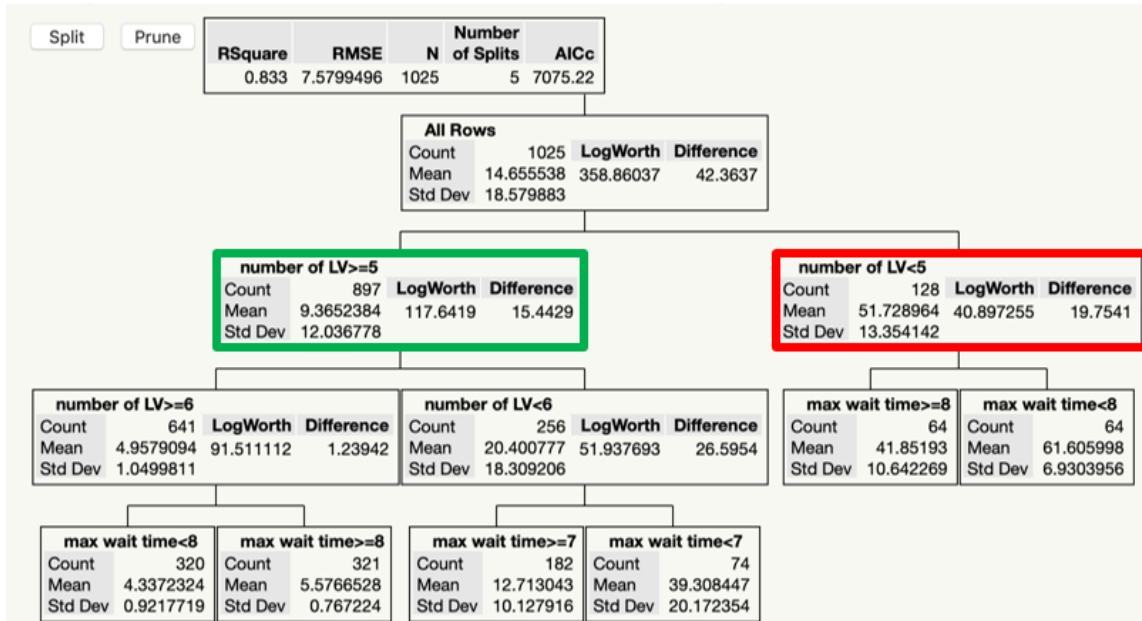 Split Prune
Number
RSquare RMSE N of Splits AICc
0.833 7.5799496 1025 5 7075.22
All Rows
Count 1025 LogWorth Difference
Mean 14.655538 358.86037 42.3637
Std Dev 18.579883
number of LV>=5
Count 897 LogWorth Difference
Mean 9.3652384 117.6419 15.4429
Std Dev 12.036778
number of LV<5
Count 128 LogWorth Difference
Mean 51.728964 40.897255 19.7541
Std Dev 13.354142
number of LV>=6
Count 641 LogWorth Difference
Mean 4.9579094 91.511112 1.23942
Std Dev 1.0499811
number of LV<6
Count 256 LogWorth Difference
Mean 20.400777 51.937693 26.5954
Std Dev 18.309206
max wait time>=8
Count 64
Mean 41.85193
Std Dev 10.642269
max wait time<8
Count 64
Mean 61.605998
Std Dev 6.9303956
max wait time<8
Count 320
Mean 4.3372324
Std Dev 0.9217719
max wait time>=8
Count 321
Mean 5.5766528
Std Dev 0.767224
max wait time>=7
Count 182
Mean 12.713043
Std Dev 10.127916
max wait time<7
Count 74
Mean 39.308447
Std Dev 20.172354